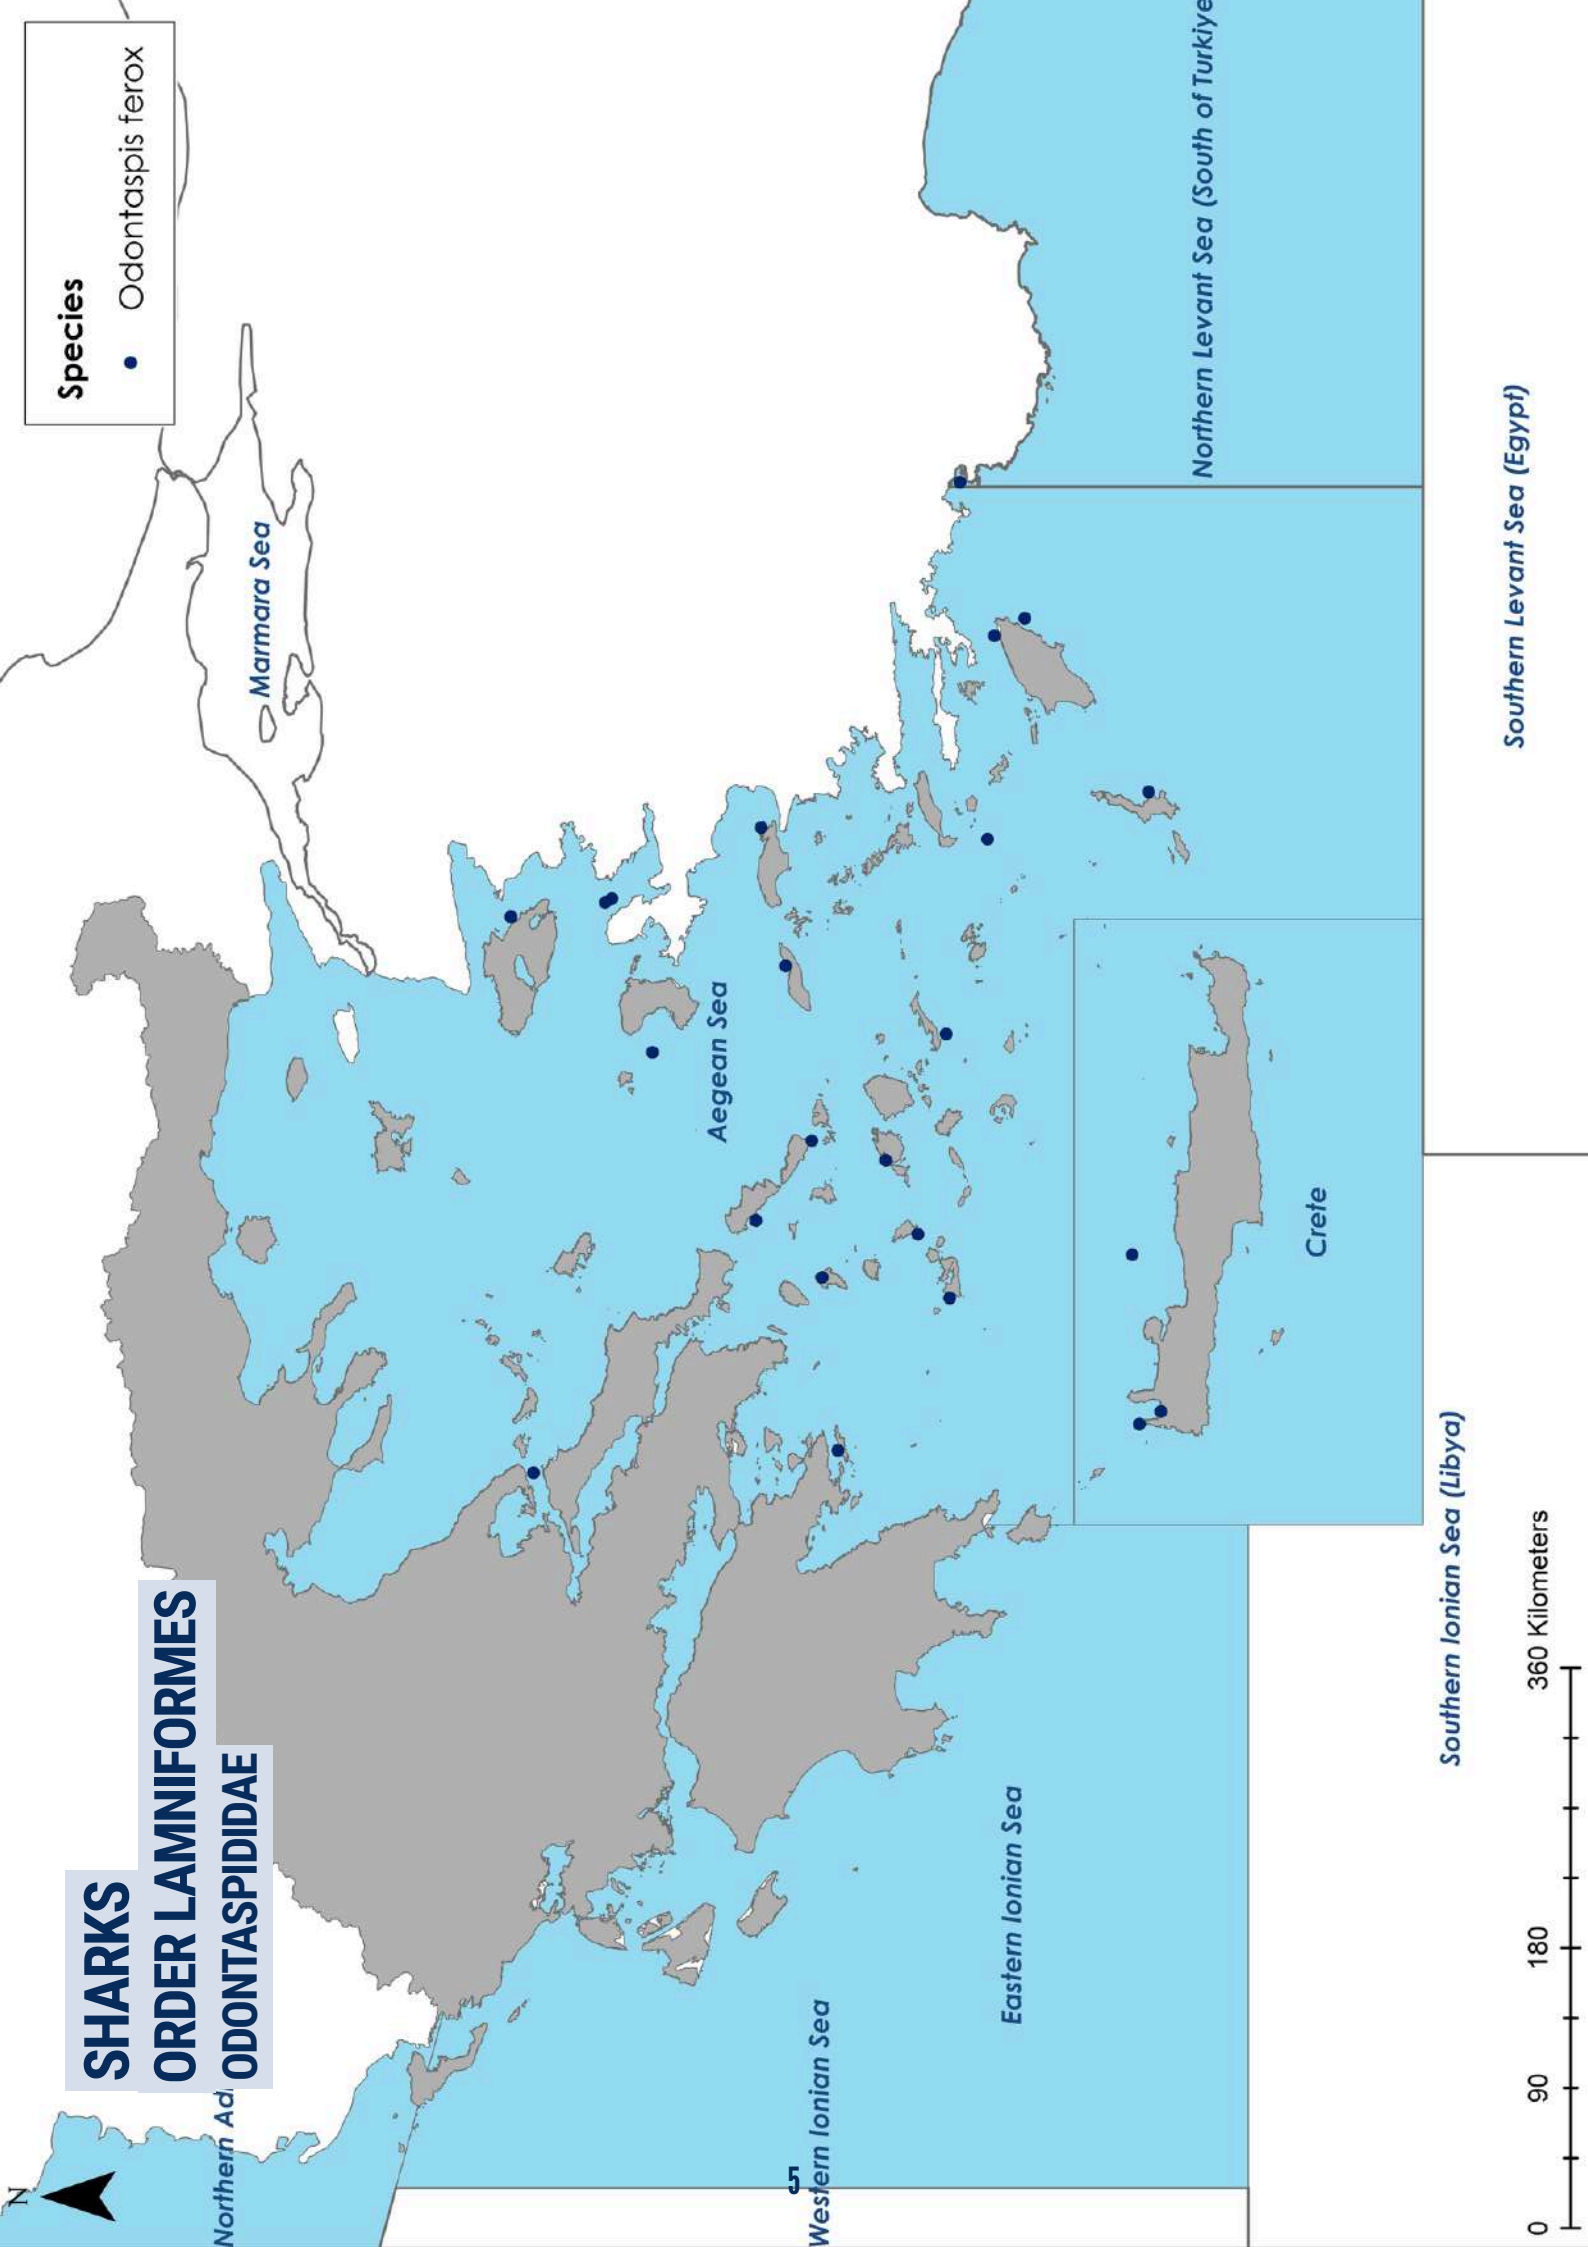 SHARKS
ORDER LAMNIFORMES
ODONTASPIDIDAE
N
Species
Odontaspis ferox
Northern Ad
Marmara Sea
Aegean Sea
Western Ionian Sea
Eastern Ionian Sea
Crete
Northern Levant Sea (South of Turkiye
Southern Ionian Sea (Libya)
Southern Levant Sea (Egypt)
0 90 180 360 Kilometers
5